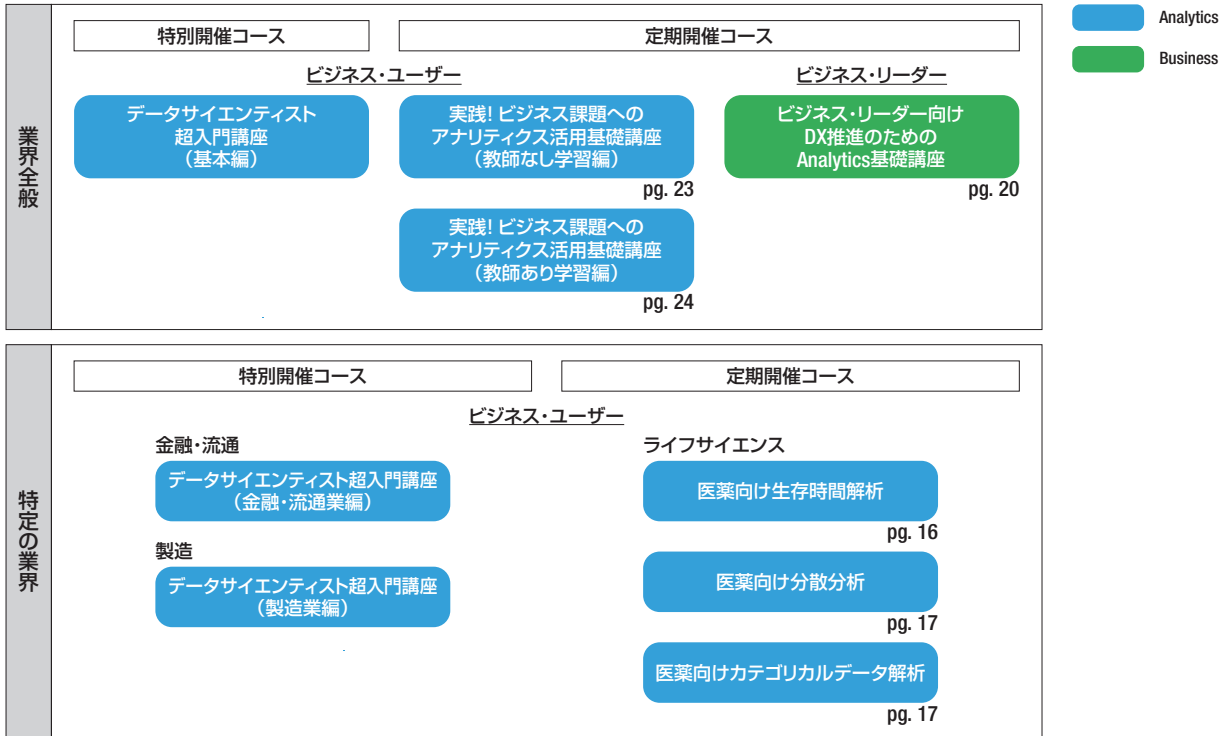 Analytics
Business
業界全般
特別開催コース
定期開催コース
ビジネス・ユーザー
ビジネス・リーダー
データサイエンティスト
超入門講座
（基本編）
実践! ビジネス課題への
アナリティクス活用基礎講座
（教師なし学習編）
pg. 23
ビジネス・リーダー向け
DX推進のための
Analytics基礎講座
pg. 20
実践! ビジネス課題への
アナリティクス活用基礎講座
（教師あり学習編）
pg. 24
特定の業界
特別開催コース
定期開催コース
ビジネス・ユーザー
金融・流通
データサイエンティスト超入門講座
（金融・流通業編）
製造
データサイエンティスト超入門講座
（製造業編）
ライフサイエンス
医薬向け生存時間解析
pg. 16
医薬向け分散分析
pg. 17
医薬向けカテゴリカルデータ解析
pg. 17